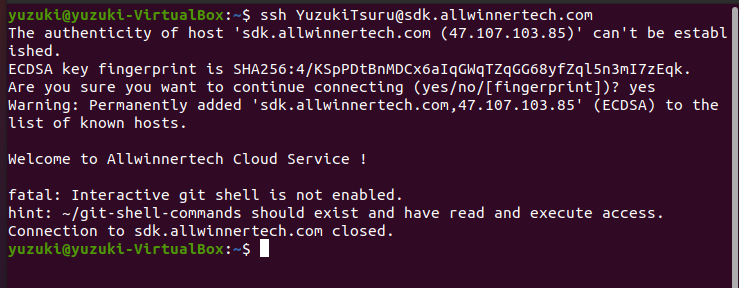 yuzuki@yuzuki-VirtualBox:~$ ssh YuzukiTsuru@sdk.allwinnertech.com
The authenticity of host 'sdk.allwinnertech.com (47.107.103.85)' can't be establ
ished.
ECDSA key fingerprint is SHA256:4/KSpPDtBnMDCx6aIqGWqTZqGG68yfZql5n3mI7zEqk.
Are you sure you want to continue connecting (yes/no/[fingerprint])? yes
Warning: Permanently added 'sdk.allwinnertech.com,47.107.103.85' (ECDSA) to the
list of known hosts.
Welcome to Allwinnertech Cloud Service !
fatal: Interactive git shell is not enabled.
hint: ~/git-shell-commands should exist and have read and execute access.
Connection to sdk.allwinnertech.com closed.
yuzuki@yuzuki-VirtualBox:~$